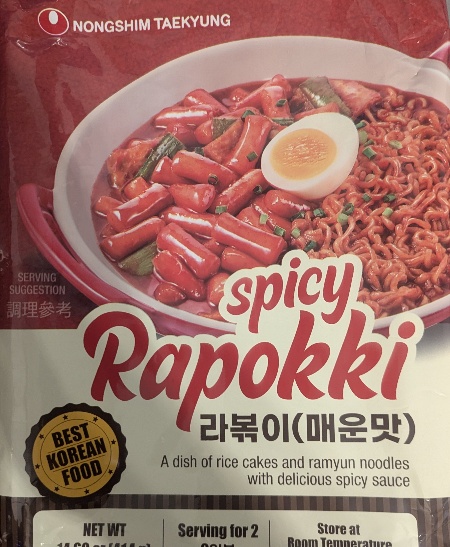 NONGSHIM TAEKYUNG
SERVING
SUGGESTION
調理參考
spicy
Rapokki
라볶이(매운맛)
A dish of rice cakes and ramyun noodles
with delicious spicy sauce
BEST
KOREAN
FOOD
NET WT
Serving for 2
Store at
Room Temperature